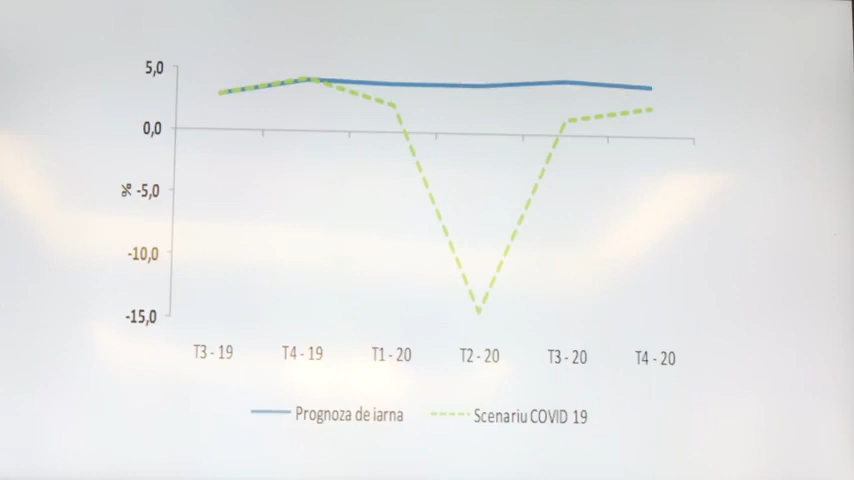 5,0
0,0
% -5,0
-10,0
-15,0
T3 - 19 T4 - 19 T1 - 20 T2 - 20 T3 - 20 T4 - 20
Prognoza de iarna Scenariu COVID 19